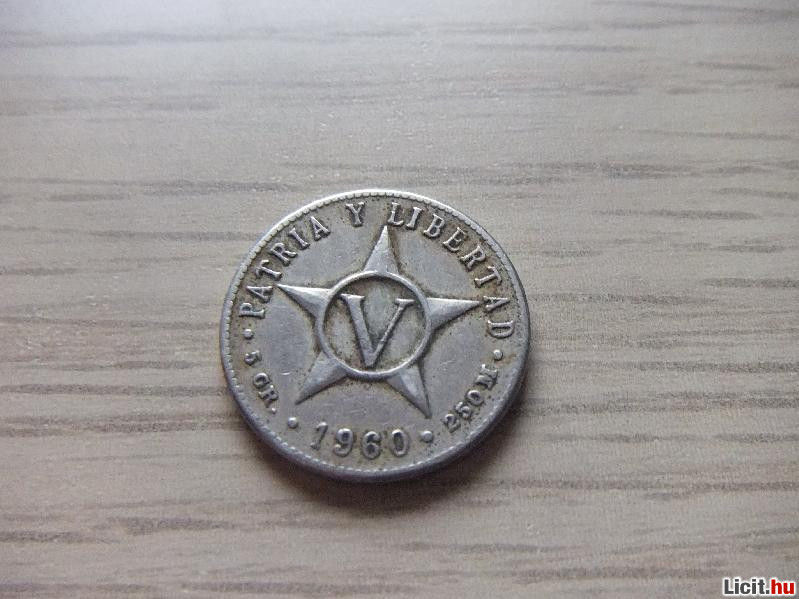 PATRIA Y LIBERTAD
V
5 GR. • 1960 • 250 M.
Licit.hu